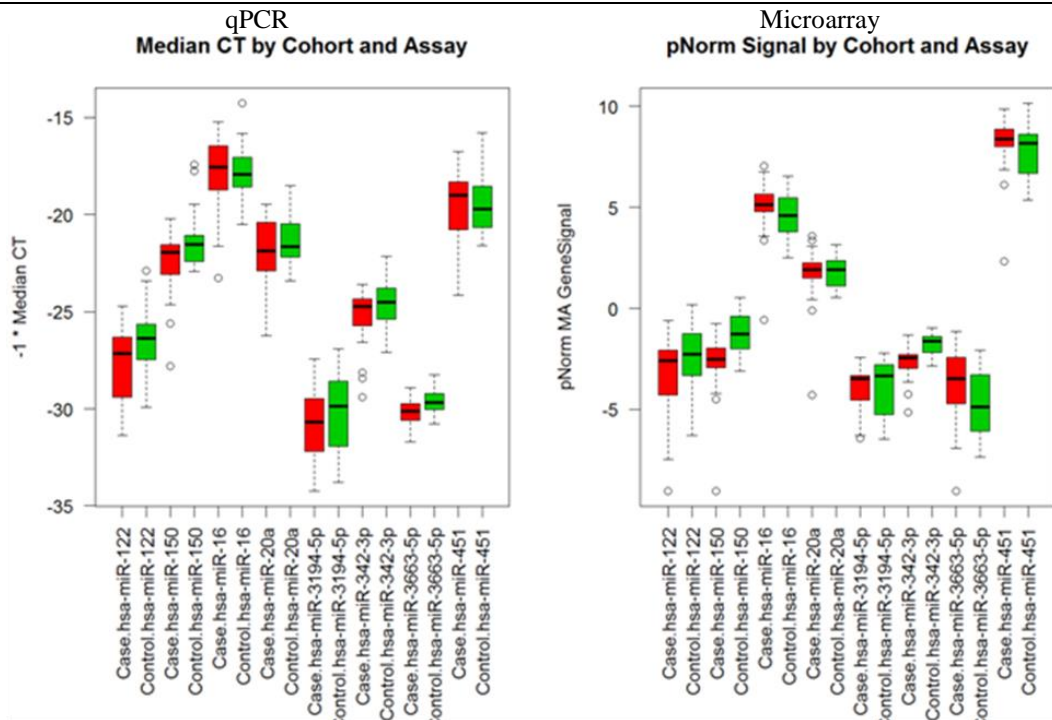 qPCR
Median CT by Cohort and Assay
-1 * Median CT
-15
-20
-25
-30
-35
Case.hsa-miR-122
Control.hsa-miR-122
Case.hsa-miR-150
Control.hsa-miR-150
Case.hsa-miR-16
Control.hsa-miR-16
Case.hsa-miR-20a
Control.hsa-miR-20a
Case.hsa-miR-3194-5p
Control.hsa-miR-3194-5p
Case.hsa-miR-342-3p
Control.hsa-miR-342-3p
Case.hsa-miR-3663-5p
Control.hsa-miR-3663-5p
Case.hsa-miR-451
Control.hsa-miR-451
Microarray
pNorm Signal by Cohort and Assay
pNorm MA GeneSignal
10
5
0
-5
Case.hsa-miR-122
Control.hsa-miR-122
Case.hsa-miR-150
Control.hsa-miR-150
Case.hsa-miR-16
Control.hsa-miR-16
Case.hsa-miR-20a
Control.hsa-miR-20a
Case.hsa-miR-3194-5p
Control.hsa-miR-3194-5p
Case.hsa-miR-342-3p
Control.hsa-miR-342-3p
Case.hsa-miR-3663-5p
Control.hsa-miR-3663-5p
Case.hsa-miR-451
Control.hsa-miR-451